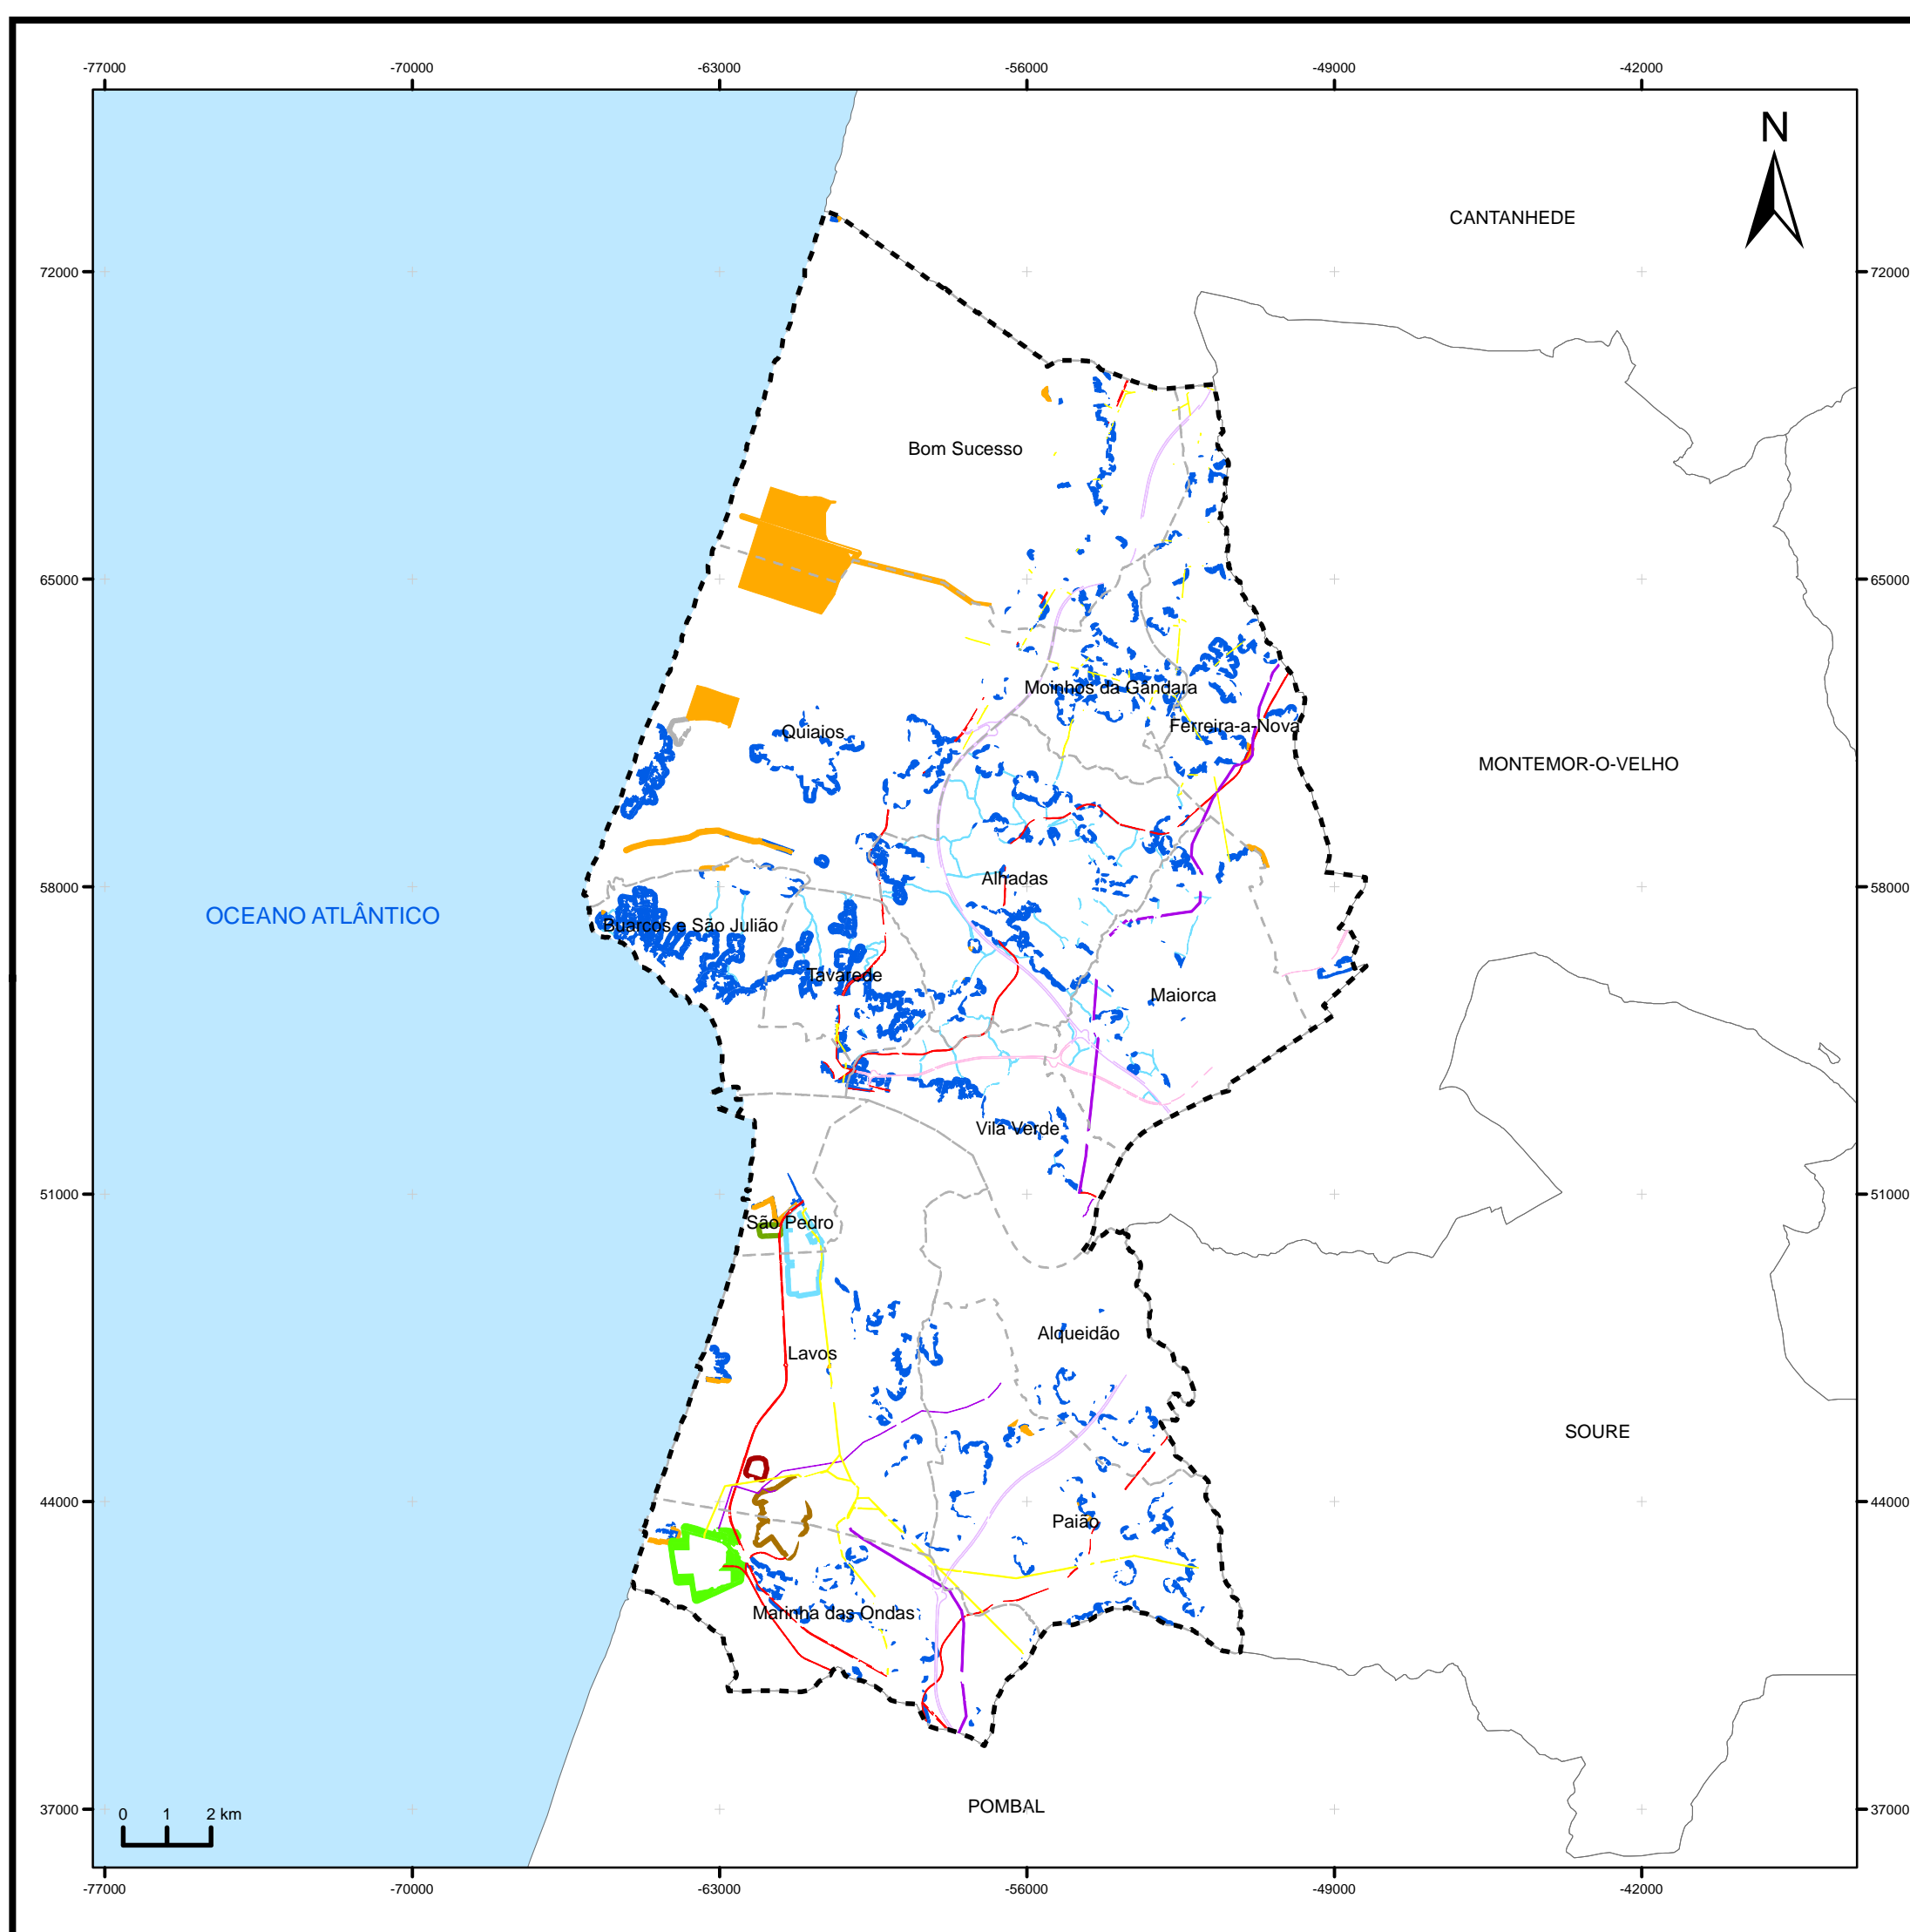 -77000 -70000 -63000 -56000 -49000 -42000
N
CANTANHEDE
72000 72000
Bom Sucesso
65000 65000
Moinhos da Gândara
Ferreira-a-Nova
Quiaios
MONTEMOR-O-VELHO
Alhadas
58000 58000
OCEANO ATLÂNTICO
Buarcos e São Julião
Tavarede
Maiorca
Vila Verde
51000 51000
São Pedro
Alqueidão
Lavos
SOURE
44000 44000
Paião
Marinha das Ondas
POMBAL
37000 37000
0 1 2 km
-77000 -70000 -63000 -56000 -49000 -42000